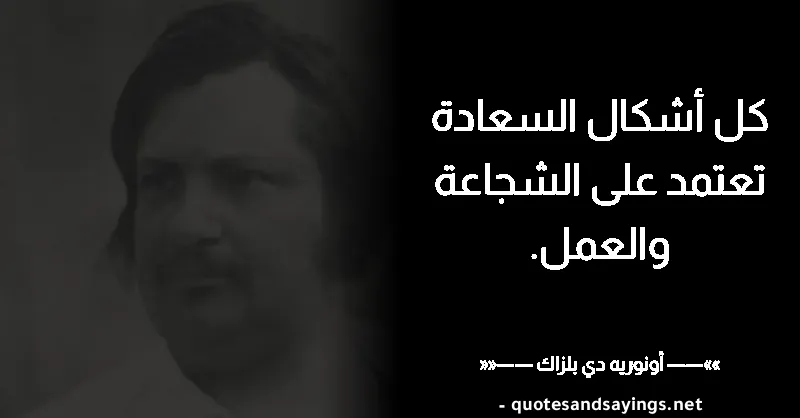 كل أشكال السعادة
تعتمد على الشجاعة
والعمل.
»»—— أونوريه دي بلزاك ——««
- quotesandsayings.net